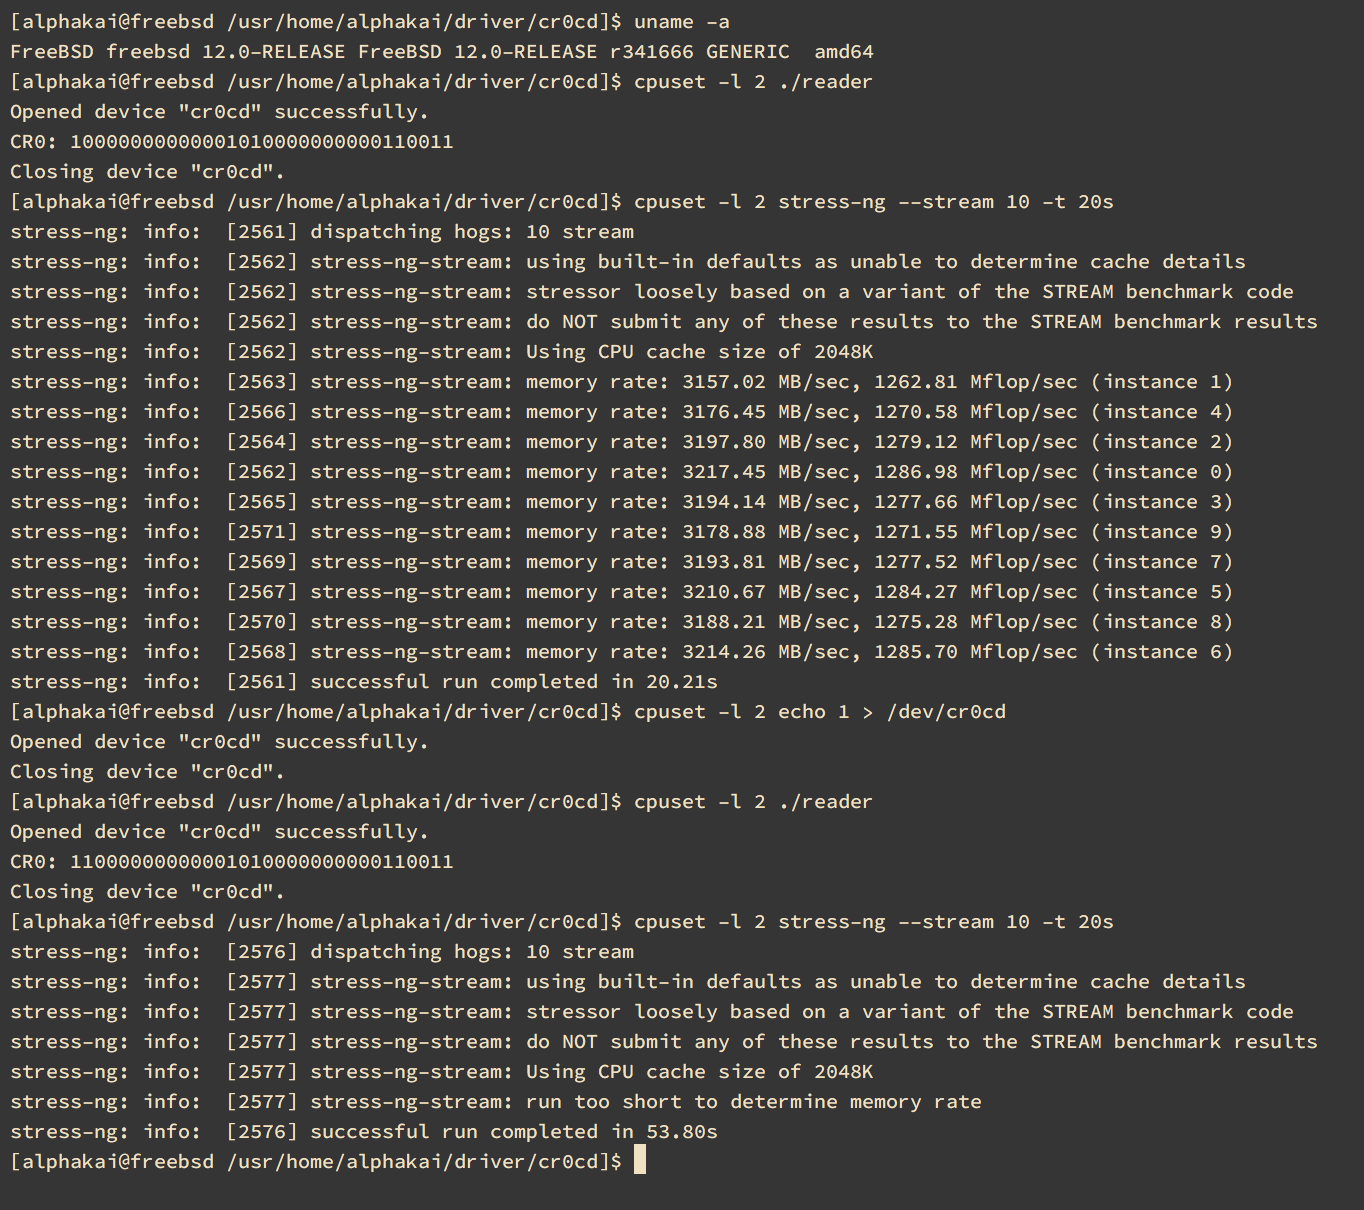 [alphakai@freebsd /usr/home/alphakai/driver/cr0cd]$ uname -a
FreeBSD freebsd 12.0-RELEASE FreeBSD 12.0-RELEASE r341666 GENERIC  amd64
[alphakai@freebsd /usr/home/alphakai/driver/cr0cd]$ cpuset -l 2 ./reader
Opened device "cr0cd" successfully.
CR0: 10000000000001010000000000110011
Closing device "cr0cd".
[alphakai@freebsd /usr/home/alphakai/driver/cr0cd]$ cpuset -l 2 stress-ng --stream 10 -t 20s
stress-ng: info:  [2561] dispatching hogs: 10 stream
stress-ng: info:  [2562] stress-ng-stream: using built-in defaults as unable to determine cache details
stress-ng: info:  [2562] stress-ng-stream: stressor loosely based on a variant of the STREAM benchmark code
stress-ng: info:  [2562] stress-ng-stream: do NOT submit any of these results to the STREAM benchmark results
stress-ng: info:  [2562] stress-ng-stream: Using CPU cache size of 2048K
stress-ng: info:  [2563] stress-ng-stream: memory rate: 3157.02 MB/sec, 1262.81 Mflop/sec (instance 1)
stress-ng: info:  [2566] stress-ng-stream: memory rate: 3176.45 MB/sec, 1270.58 Mflop/sec (instance 4)
stress-ng: info:  [2564] stress-ng-stream: memory rate: 3197.80 MB/sec, 1279.12 Mflop/sec (instance 2)
stress-ng: info:  [2562] stress-ng-stream: memory rate: 3217.45 MB/sec, 1286.98 Mflop/sec (instance 0)
stress-ng: info:  [2565] stress-ng-stream: memory rate: 3194.14 MB/sec, 1277.66 Mflop/sec (instance 3)
stress-ng: info:  [2571] stress-ng-stream: memory rate: 3178.88 MB/sec, 1271.55 Mflop/sec (instance 9)
stress-ng: info:  [2569] stress-ng-stream: memory rate: 3193.81 MB/sec, 1277.52 Mflop/sec (instance 7)
stress-ng: info:  [2567] stress-ng-stream: memory rate: 3210.67 MB/sec, 1284.27 Mflop/sec (instance 5)
stress-ng: info:  [2570] stress-ng-stream: memory rate: 3188.21 MB/sec, 1275.28 Mflop/sec (instance 8)
stress-ng: info:  [2568] stress-ng-stream: memory rate: 3214.26 MB/sec, 1285.70 Mflop/sec (instance 6)
stress-ng: info:  [2561] successful run completed in 20.21s
[alphakai@freebsd /usr/home/alphakai/driver/cr0cd]$ cpuset -l 2 echo 1 > /dev/cr0cd
Opened device "cr0cd" successfully.
Closing device "cr0cd".
[alphakai@freebsd /usr/home/alphakai/driver/cr0cd]$ cpuset -l 2 ./reader
Opened device "cr0cd" successfully.
CR0: 11000000000001010000000000110011
Closing device "cr0cd".
[alphakai@freebsd /usr/home/alphakai/driver/cr0cd]$ cpuset -l 2 stress-ng --stream 10 -t 20s
stress-ng: info:  [2576] dispatching hogs: 10 stream
stress-ng: info:  [2577] stress-ng-stream: using built-in defaults as unable to determine cache details
stress-ng: info:  [2577] stress-ng-stream: stressor loosely based on a variant of the STREAM benchmark code
stress-ng: info:  [2577] stress-ng-stream: do NOT submit any of these results to the STREAM benchmark results
stress-ng: info:  [2577] stress-ng-stream: Using CPU cache size of 2048K
stress-ng: info:  [2577] stress-ng-stream: run too short to determine memory rate
stress-ng: info:  [2576] successful run completed in 53.80s
[alphakai@freebsd /usr/home/alphakai/driver/cr0cd]$